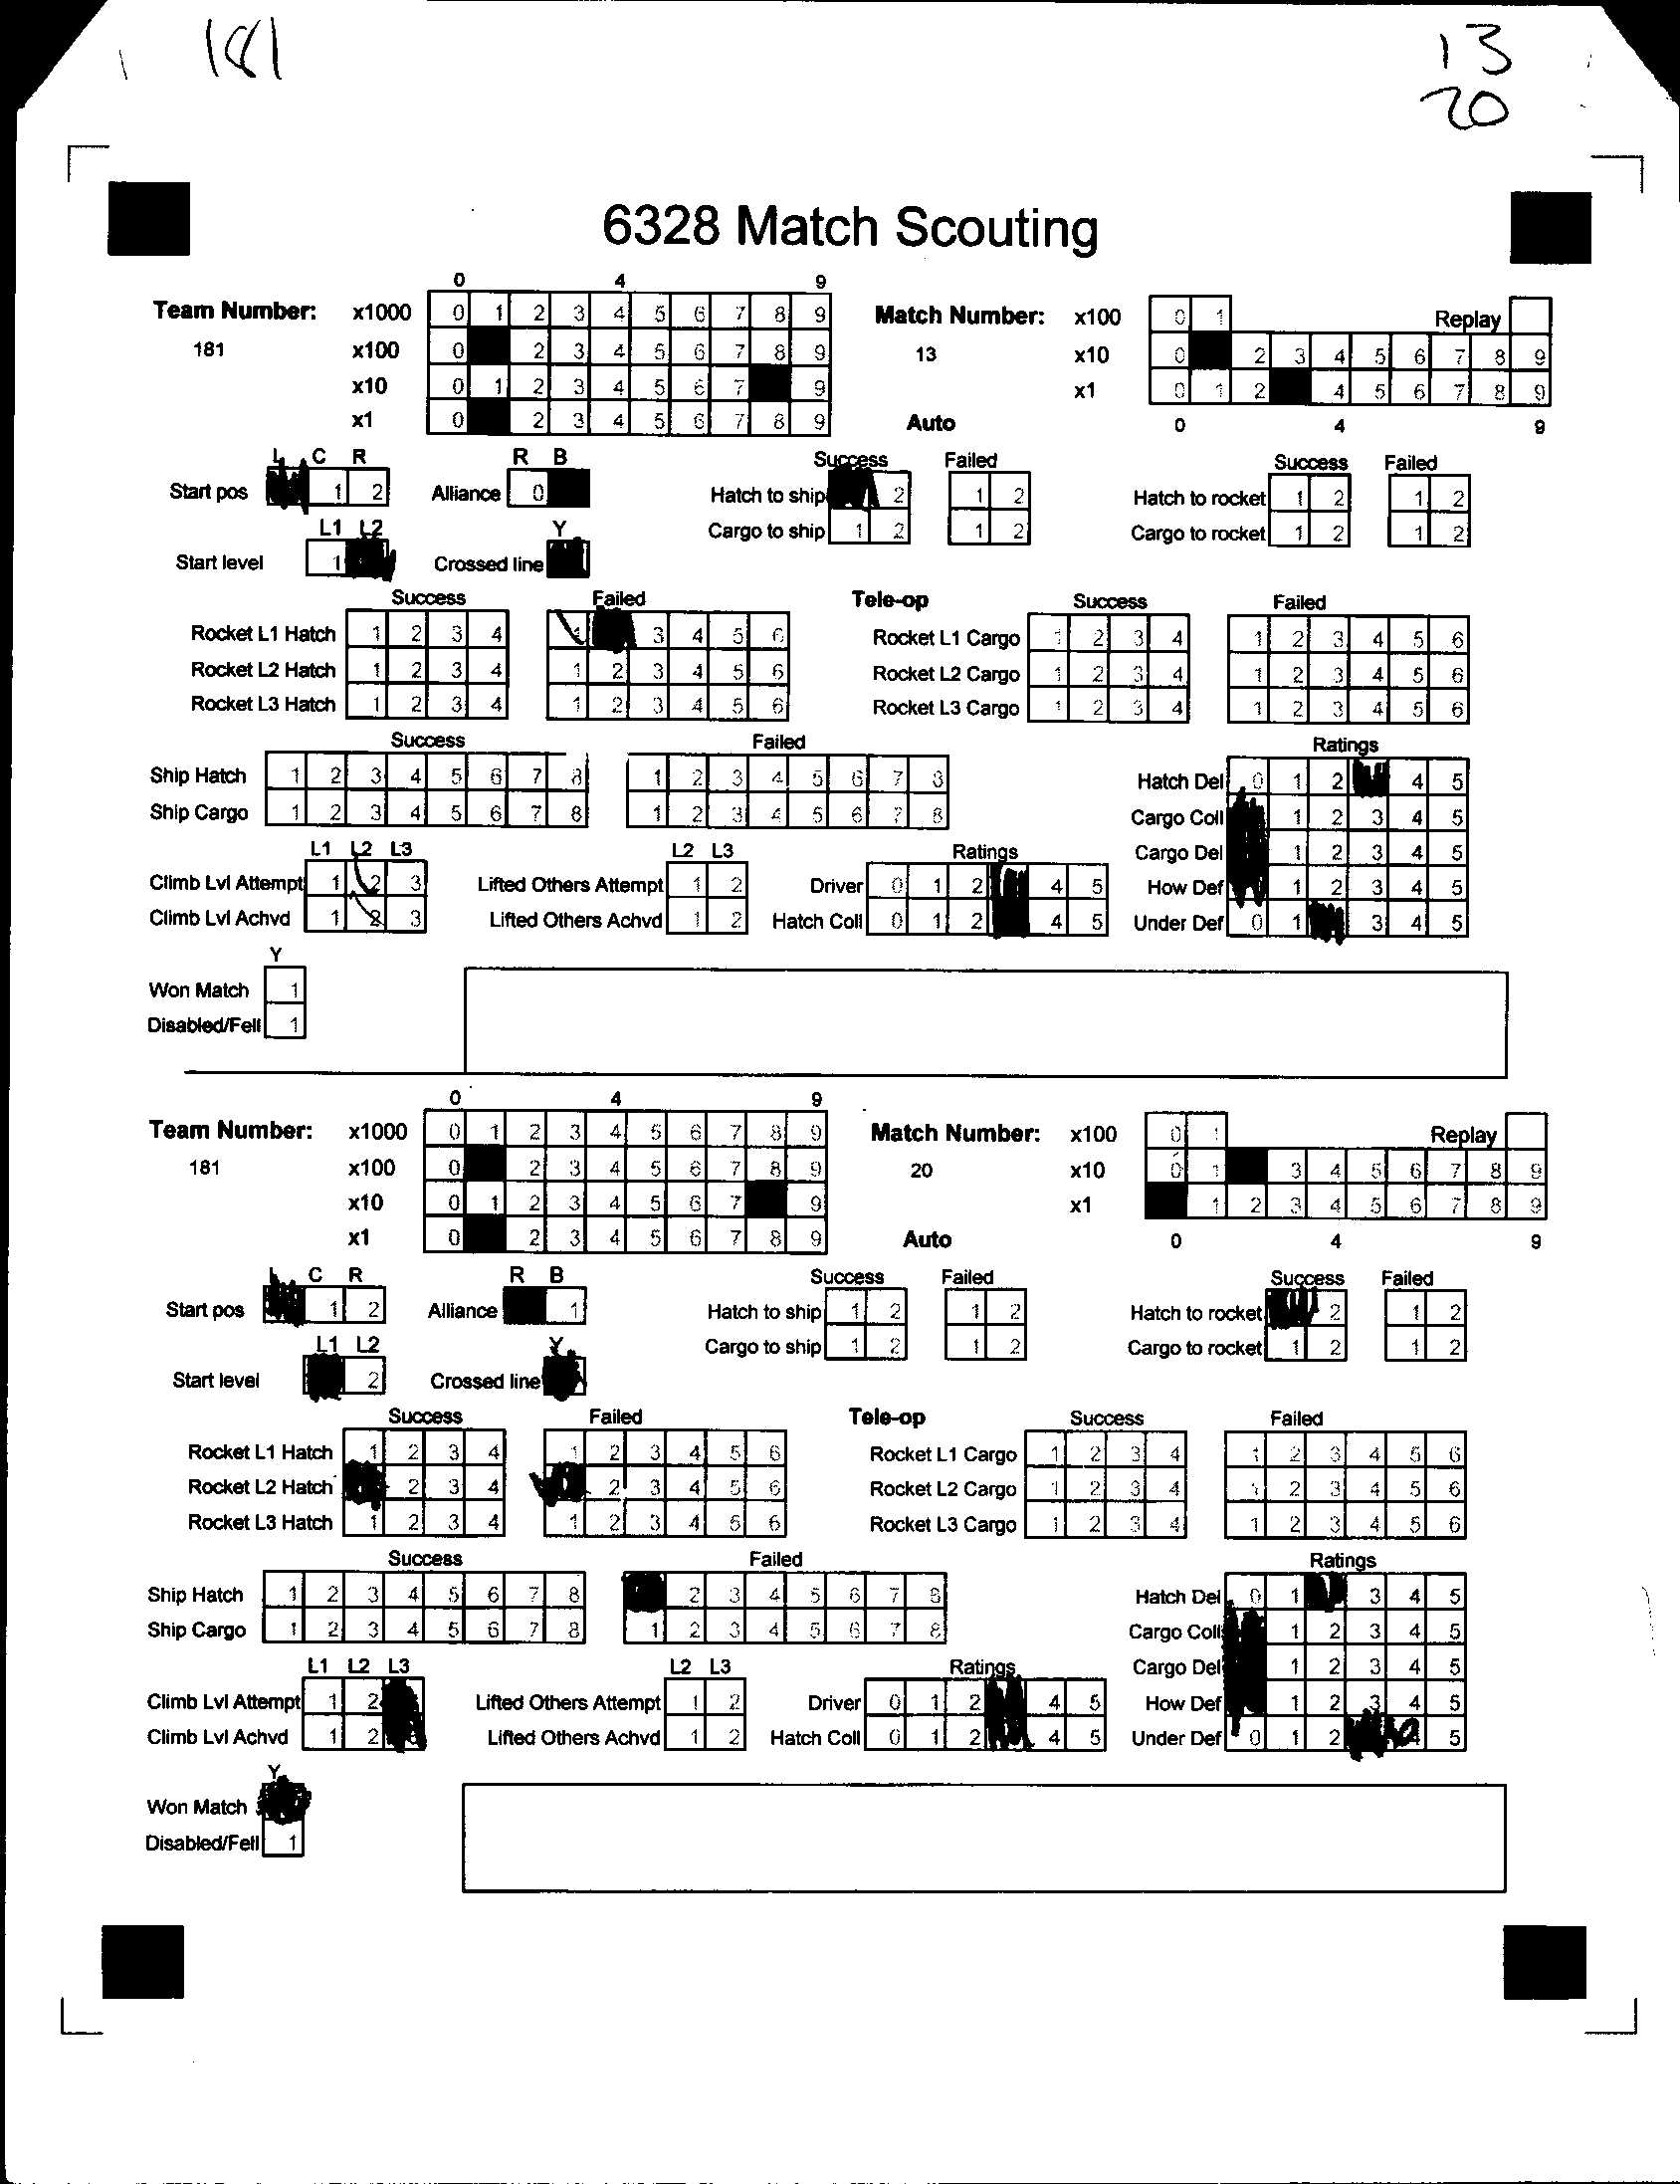 181 13
20
6328 Match Scouting
0 4 9
Team Number: x1000 0 1 2 3 4 5 6 7 8 9 Match Number: x100 0 1 Replay
181 x100 0 2 3 4 5 6 7 8 9 13 x10 0 2 3 4 5 6 7 8 9
x10 0 1 2 3 4 5 6 7 9 x1 0 1 2 4 5 6 7 8 9
x1 0 2 3 4 5 6 7 8 9 Auto 0 4 9
L C R R B Success Failed Success Failed
Start pos 1 2 Alliance 0 Hatch to ship 2 1 2 Hatch to rocket 1 2 1 2
L1 L2 Y Cargo to ship 1 2 1 2 Cargo to rocket 1 2 1 2
Start level 1 Crossed line
Success Failed Tele-op Success Failed
Rocket L1 Hatch 1 2 3 4 1 3 4 5 6 Rocket L1 Cargo 1 2 3 4 1 2 3 4 5 6
Rocket L2 Hatch 1 2 3 4 1 2 3 4 5 6 Rocket L2 Cargo 1 2 3 4 1 2 3 4 5 6
Rocket L3 Hatch 1 2 3 4 1 2 3 4 5 6 Rocket L3 Cargo 1 2 3 4 1 2 3 4 5 6
Success Failed Ratings
Ship Hatch 1 2 3 4 5 6 7 8 1 2 3 4 5 6 7 8 Hatch Del 0 1 2 4 5
Ship Cargo 1 2 3 4 5 6 7 8 1 2 3 4 5 6 7 8 Cargo Coll 1 2 3 4 5
L1 L2 L3 L2 L3 Ratings Cargo Del 1 2 3 4 5
Climb Lvl Attempt 1 2 3 Lifted Others Attempt 1 2 Driver 0 1 2 4 5 How Def 1 2 3 4 5
Climb Lvl Achvd 1 2 3 Lifted Others Achvd 1 2 Hatch Coll 0 1 2 4 5 Under Def 0 1 3 4 5
Y
Won Match 1
Disabled/Fell 1
0 4 9
Team Number: x1000 0 1 2 3 4 5 6 7 8 9 Match Number: x100 0 1 Replay
181 x100 0 2 3 4 5 6 7 8 9 20 x10 0 1 3 4 5 6 7 8 9
x10 0 1 2 3 4 5 6 7 9 x1 1 2 3 4 5 6 7 8 9
x1 0 2 3 4 5 6 7 8 9 Auto 0 4 9
L C R R B Success Failed Success Failed
Start pos 1 2 Alliance 1 Hatch to ship 1 2 1 2 Hatch to rocket 2 1 2
L1 L2 Y Cargo to ship 1 2 1 2 Cargo to rocket 1 2 1 2
Start level 2 Crossed line
Success Failed Tele-op Success Failed
Rocket L1 Hatch 1 2 3 4 1 2 3 4 5 6 Rocket L1 Cargo 1 2 3 4 1 2 3 4 5 6
Rocket L2 Hatch 2 3 4 2 3 4 5 6 Rocket L2 Cargo 1 2 3 4 1 2 3 4 5 6
Rocket L3 Hatch 1 2 3 4 1 2 3 4 5 6 Rocket L3 Cargo 1 2 3 4 1 2 3 4 5 6
Success Failed Ratings
Ship Hatch 1 2 3 4 5 6 7 8 2 3 4 5 6 7 8 Hatch Del 0 1 3 4 5
Ship Cargo 1 2 3 4 5 6 7 8 1 2 3 4 5 6 7 8 Cargo Coll 1 2 3 4 5
L1 L2 L3 L2 L3 Ratings Cargo Del 1 2 3 4 5
Climb Lvl Attempt 1 2 Lifted Others Attempt 1 2 Driver 0 1 2 4 5 How Def 1 2 3 4 5
Climb Lvl Achvd 1 2 Lifted Others Achvd 1 2 Hatch Coll 0 1 2 4 5 Under Def 0 1 2 4 5
Y
Won Match
Disabled/Fell 1